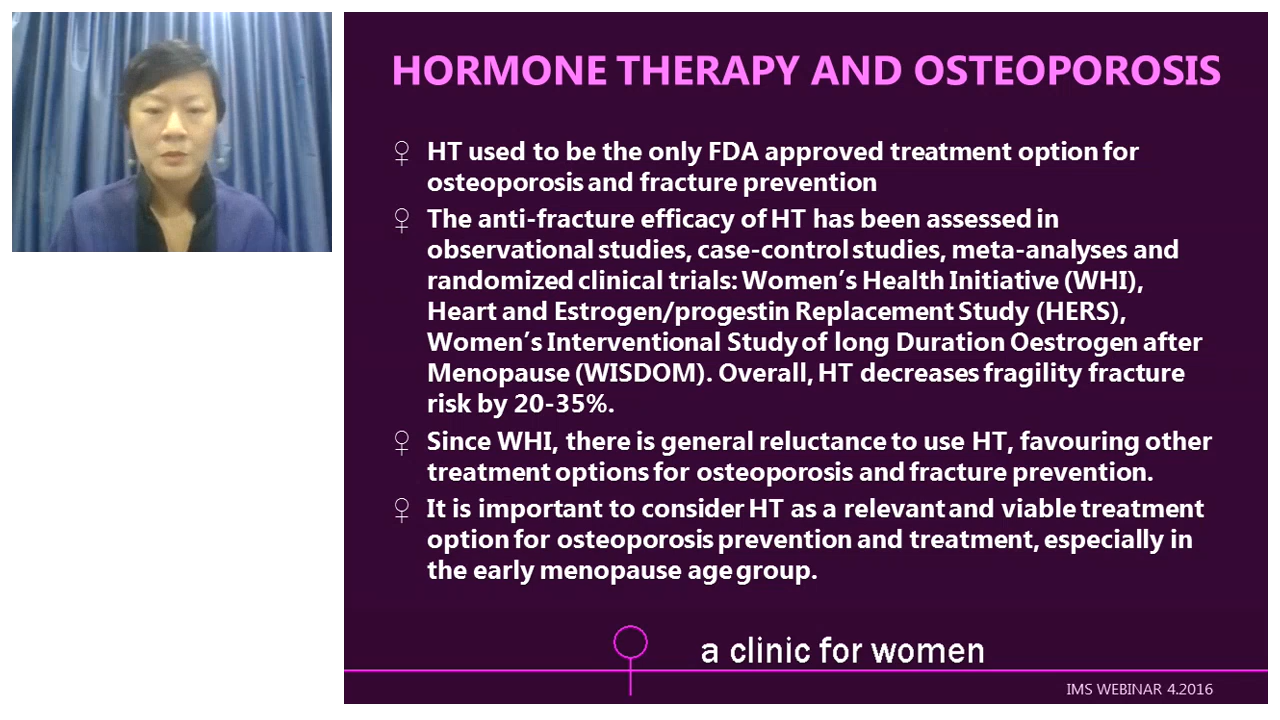 HORMONE THERAPY AND OSTEOPOROSIS
♀ HT used to be the only FDA approved treatment option for
osteoporosis and fracture prevention
♀ The anti-fracture efficacy of HT has been assessed in
observational studies, case-control studies, meta-analyses and
randomized clinical trials: Women’s Health Initiative (WHI),
Heart and Estrogen/progestin Replacement Study (HERS),
Women’s Interventional Study of long Duration Oestrogen after
Menopause (WISDOM). Overall, HT decreases fragility fracture
risk by 20-35%.
♀ Since WHI, there is general reluctance to use HT, favouring other
treatment options for osteoporosis and fracture prevention.
♀ It is important to consider HT as a relevant and viable treatment
option for osteoporosis prevention and treatment, especially in
the early menopause age group.
a clinic for women
IMS WEBINAR 4.2016